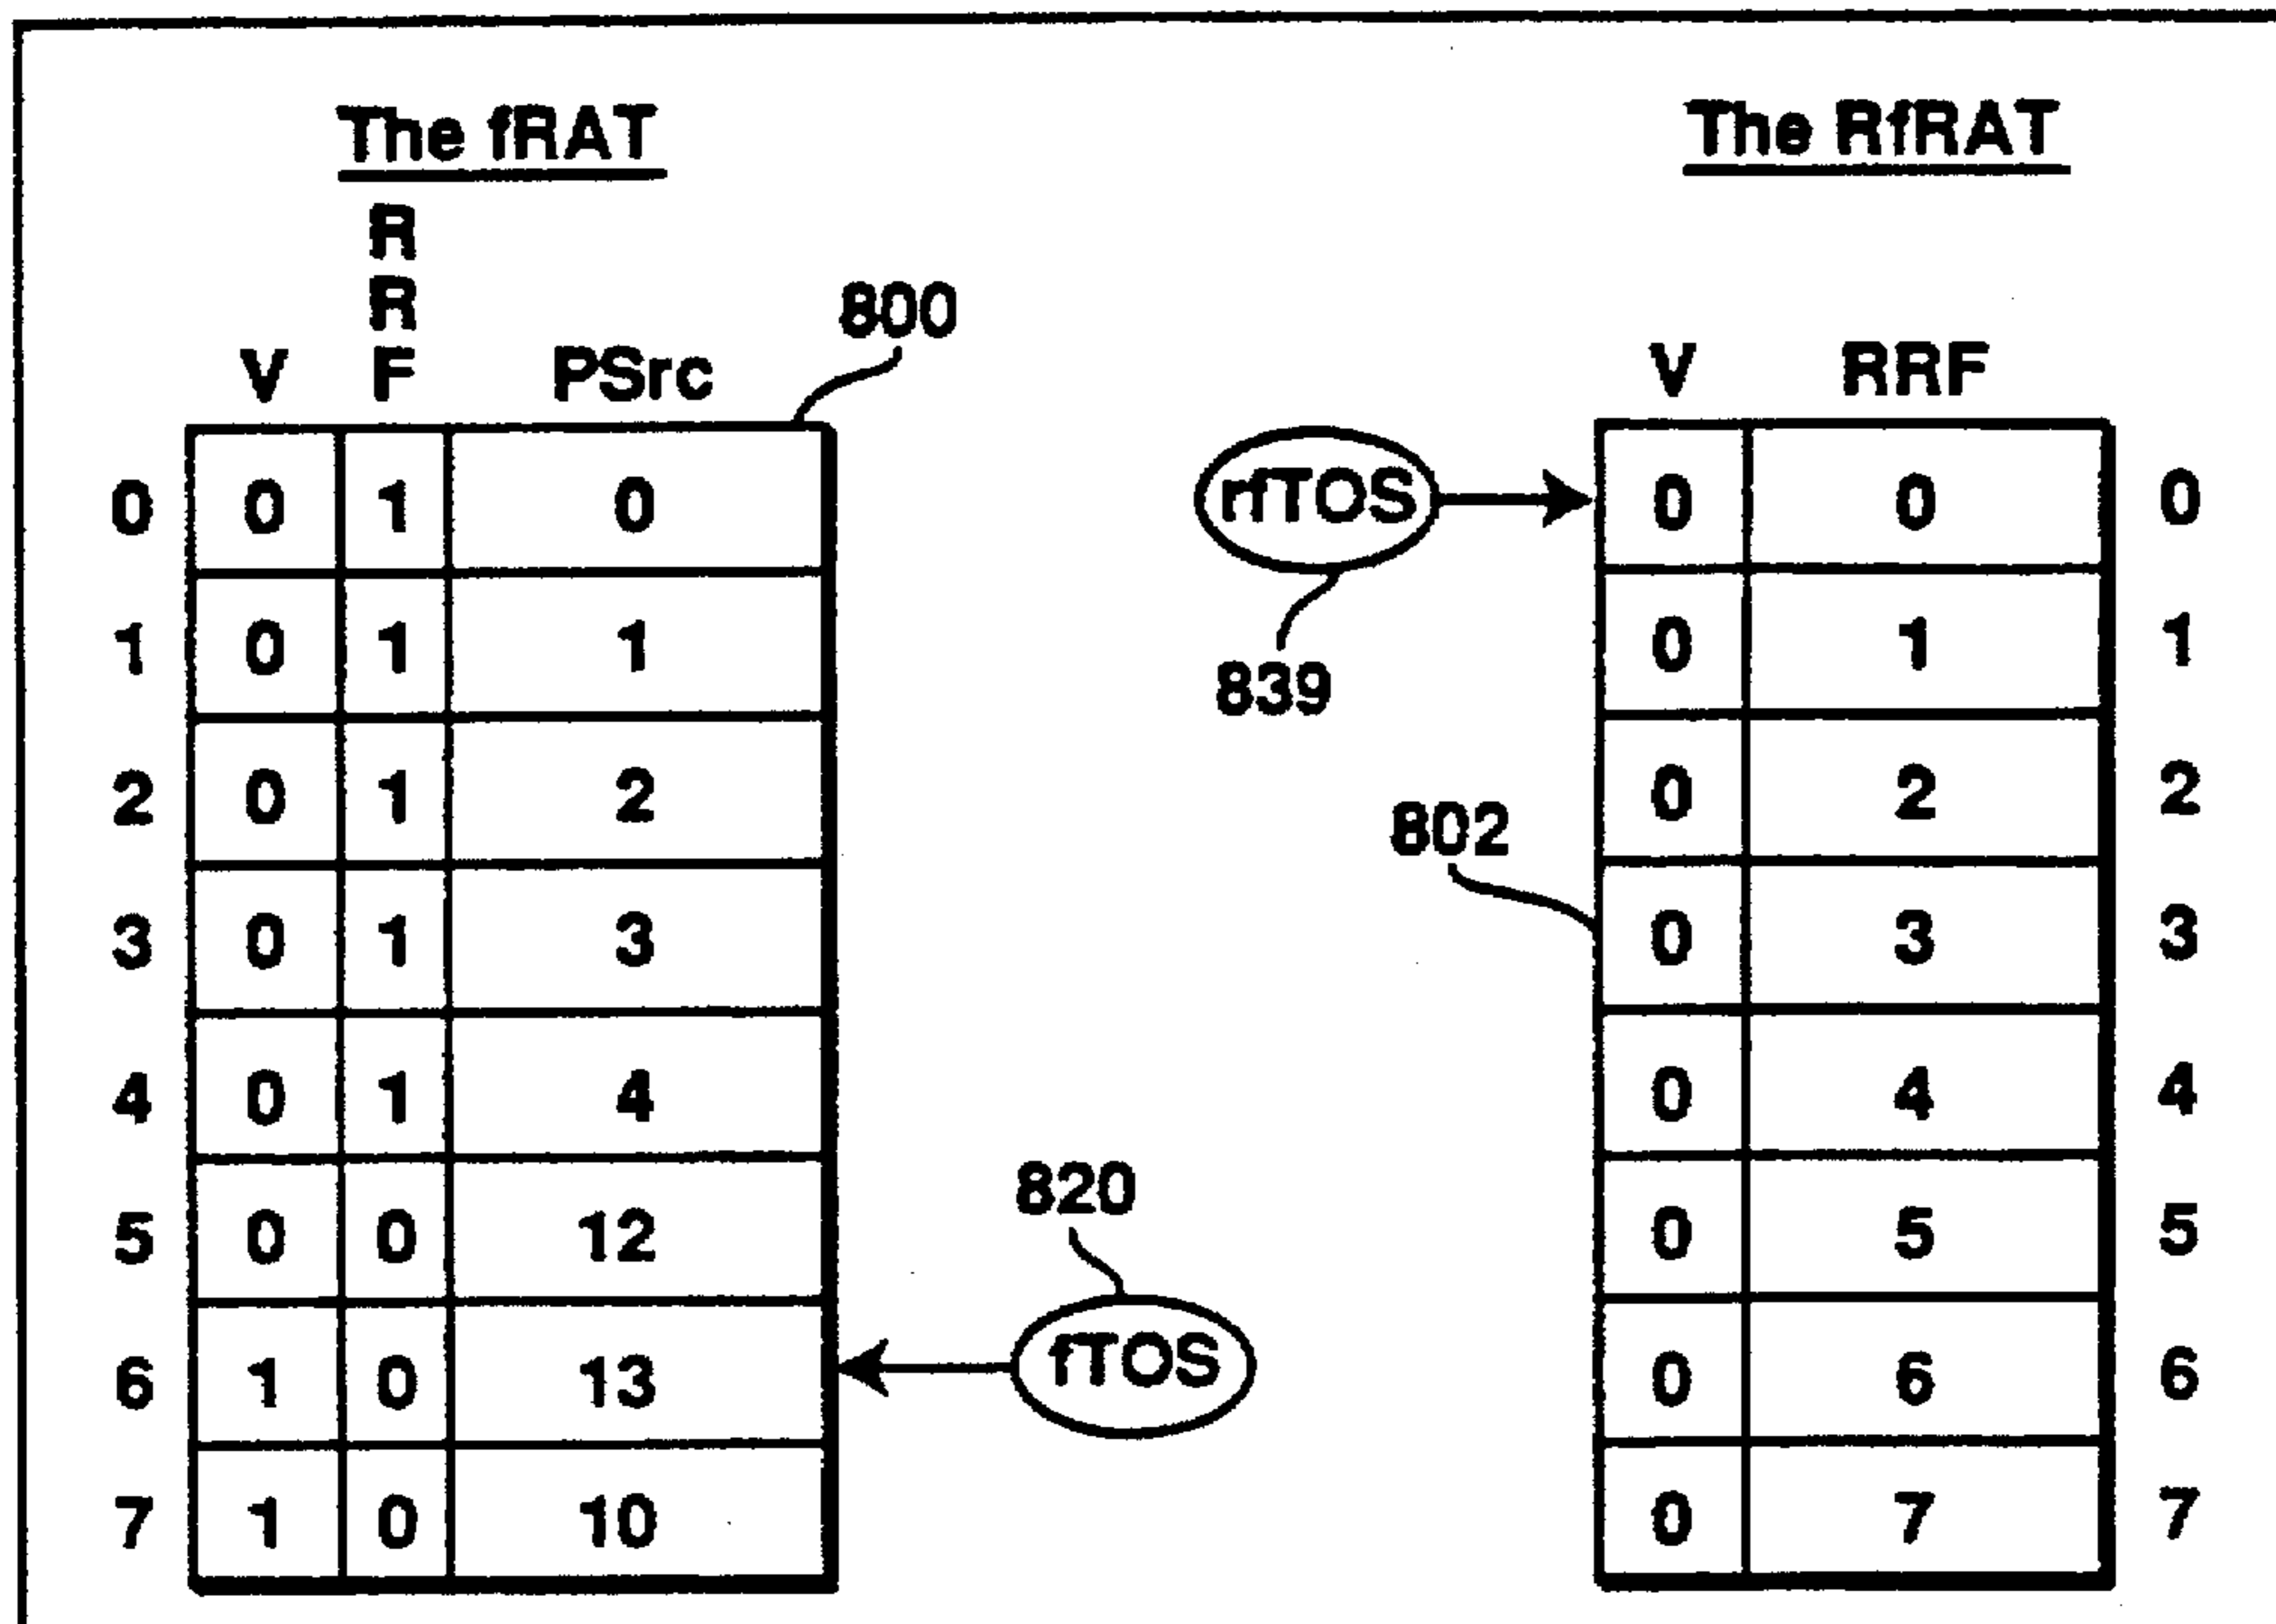 The fRAT
The RfRAT
R
R
V F PSrc
800
V RRF
0 0 1 0
rfTOS
0 0 0
1 0 1 1
839
0 1 1
2 0 1 2
802
0 2 2
3 0 1 3
0 3 3
4 0 1 4
0 4 4
5 0 0 12
820
0 5 5
6 1 0 13
fTOS
0 6 6
7 1 0 10
0 7 7